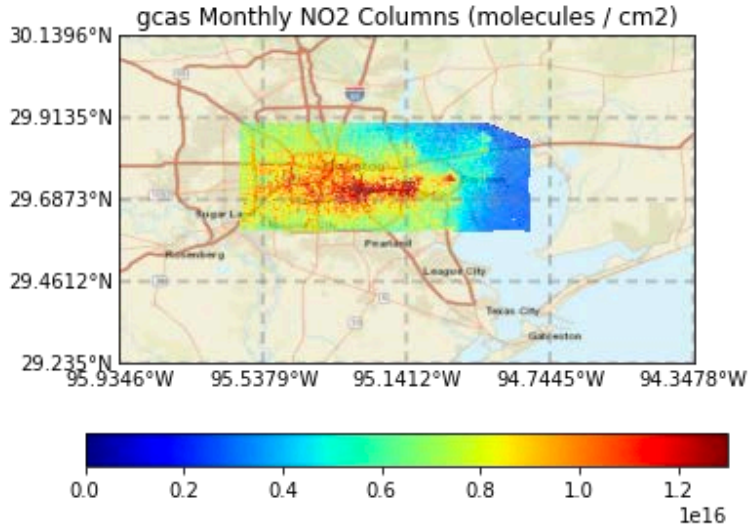 gcas Monthly NO2 Columns (molecules / cm2)
30.1396°N
29.9135°N
29.6873°N
Sugar La
Pearland
Rosenberg
League City
29.4612°N
Texas City
Galveston
29.235°N
95.9346°W 95.5379°W 95.1412°W 94.7445°W 94.3478°W
0.0 0.2 0.4 0.6 0.8 1.0 1.2
1e16